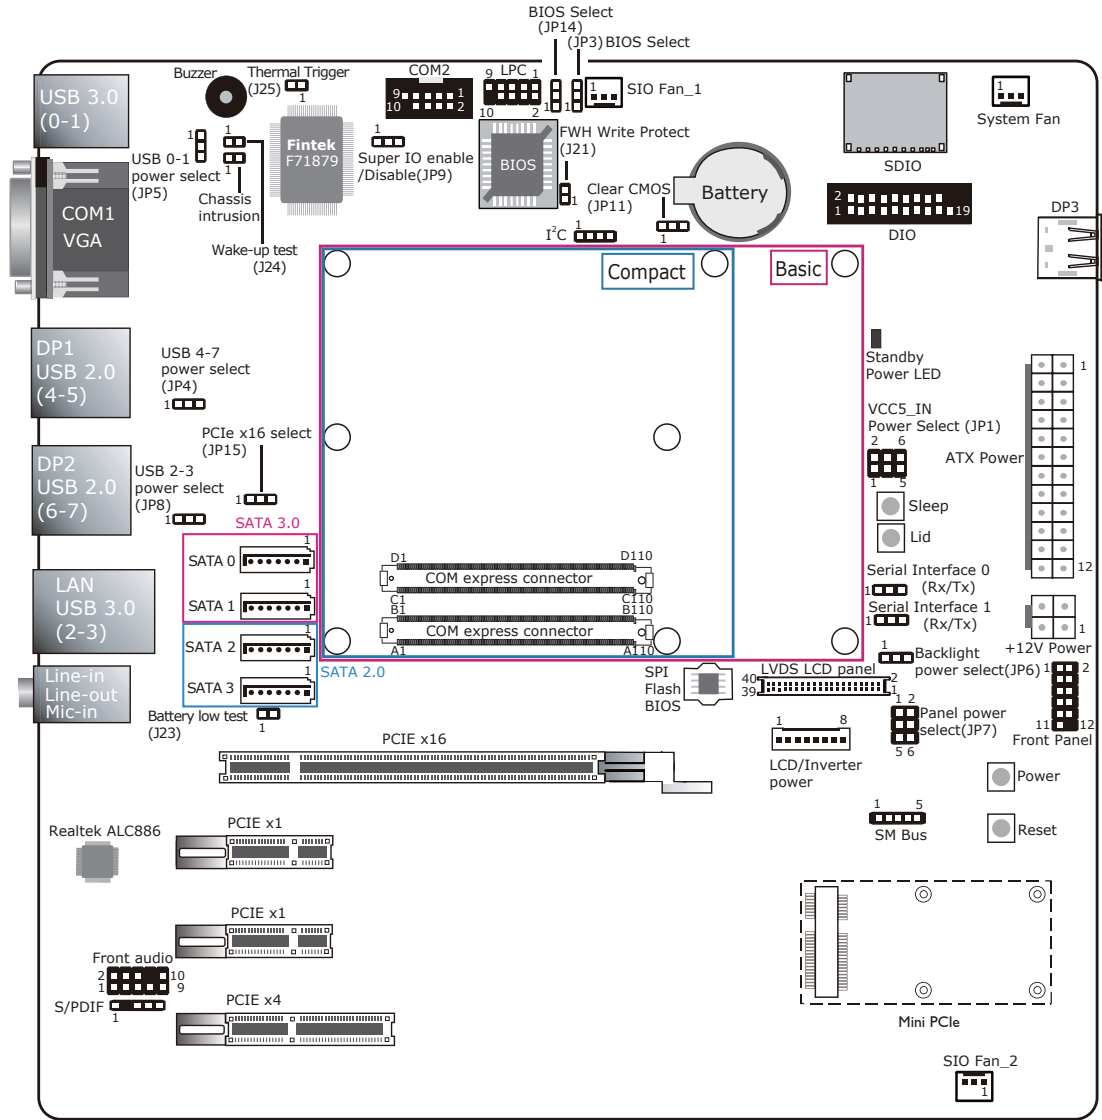 BIOS Select
(JP14)
(JP3) BIOS Select
Buzzer
Thermal Trigger
(J25)
1
COM2
9
1
10
2
9 LPC 1
10
2
1
1
1
SIO Fan_1
1
System Fan
USB 3.0
(0-1)
1
USB 0-1
power select
(JP5)
1
1
Chassis
intrusion
Wake-up test
(J24)
Fintek
F71879
1
Super IO enable
/Disable(JP9)
BIOS
FWH Write Protect
(J21)
1
Clear CMOS
(JP11)
1
I²C
1
Battery
SDIO
2
1
19
DIO
DP3
COM1
VGA
Compact
Basic
DP1
USB 2.0
(4-5)
USB 4-7
power select
(JP4)
1
Standby
Power LED
1
12
ATX Power
VCC5_IN
Power Select (JP1)
2
6
1
5
PCIe x16 select
(JP15)
1
DP2
USB 2.0
(6-7)
USB 2-3
power select
(JP8)
1
Sleep
Lid
SATA 3.0
SATA 0
1
SATA 1
1
SATA 2
1
SATA 3
1
SATA 2.0
LAN
USB 3.0
(2-3)
D1
D110
COM express connector
C1
C110
B1
B110
COM express connector
A1
A110
Serial Interface 0
(Rx/Tx)
1
Serial Interface 1
(Rx/Tx)
1
1
+12V Power
Backlight
power select(JP6)
1
1
2
11
12
Front Panel
Line-in
Line-out
Mic-in
Battery low test
(J23)
1
SPI
Flash
BIOS
LVDS LCD panel
40
39
2
1
1 2
Panel power
select(JP7)
5 6
1
8
LCD/Inverter
power
PCIE x16
Power
Reset
1
5
SM Bus
Realtek ALC886
PCIE x1
PCIE x1
Front audio
2
10
1
9
S/PDIF
1
PCIE x4
Mini PCIe
SIO Fan_2
1